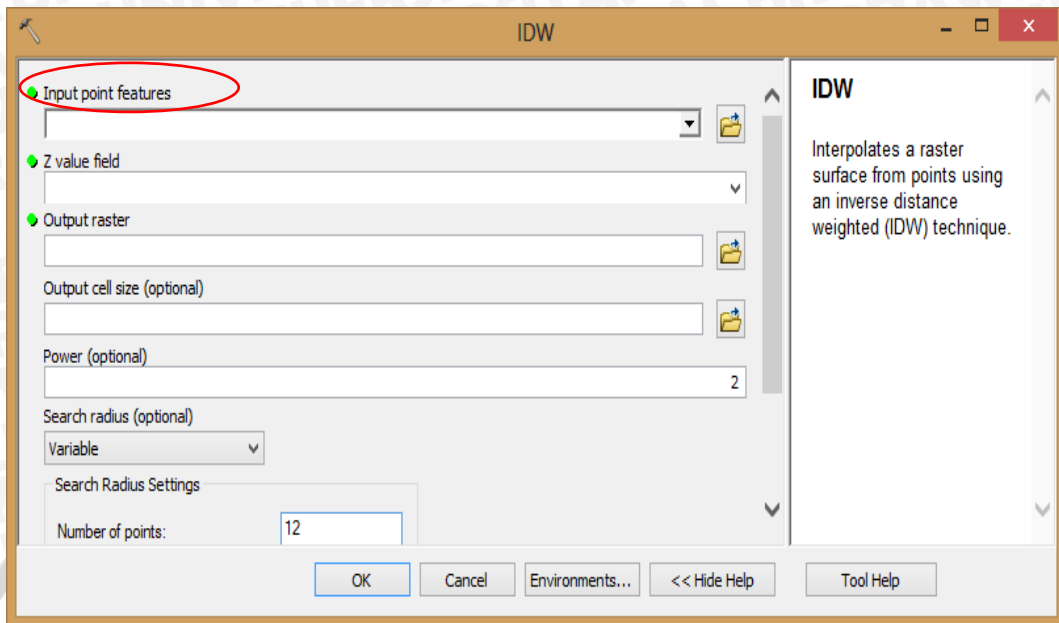 IDW
Input point features
Z value field
Output raster
Output cell size (optional)
Power (optional)
2
Search radius (optional)
Variable
Search Radius Settings
Number of points: 12
IDW
Interpolates a raster
surface from points using
an inverse distance
weighted (IDW) technique.
OK Cancel Environments... << Hide Help Tool Help